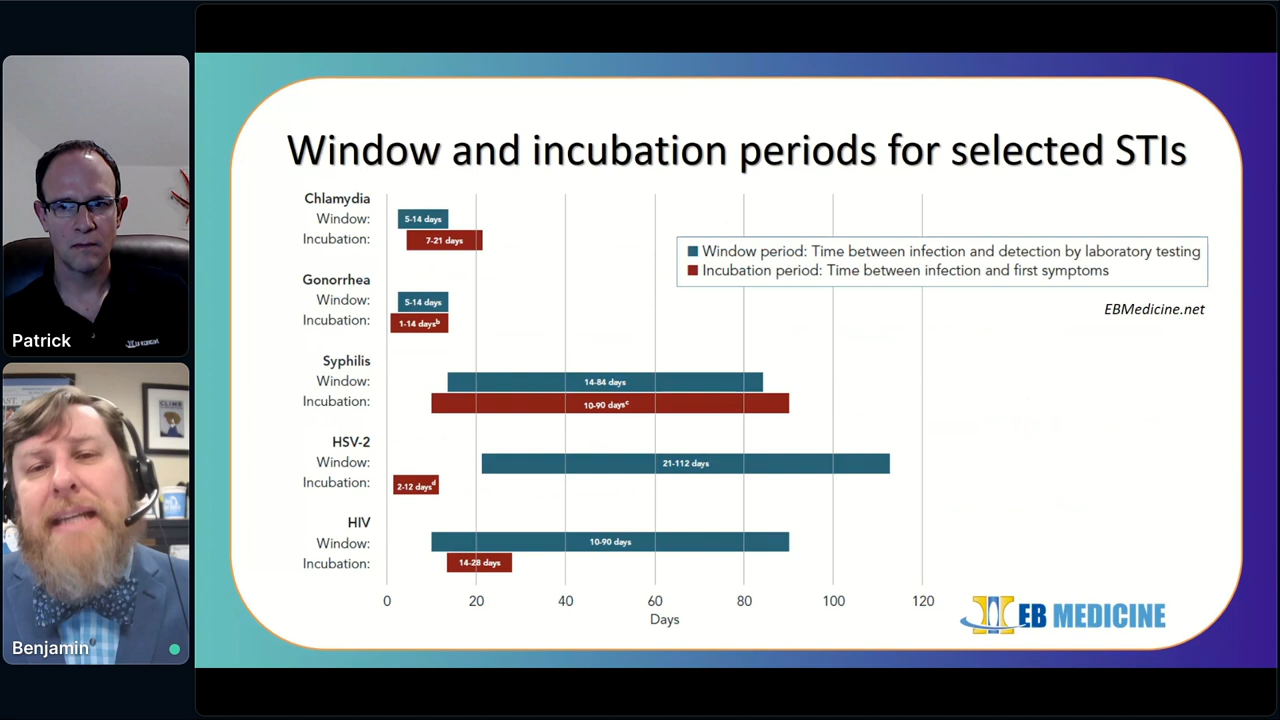 Window and incubation periods for selected STIs
Chlamydia
Window:
5-14 days
Incubation:
7-21 days
Window period: Time between infection and detection by laboratory testing
Incubation period: Time between infection and first symptoms
EBMedicine.net
Gonorrhea
Window:
5-14 days
Incubation:
1-14 daysᵇ
Syphilis
Window:
14-84 days
Incubation:
10-90 daysᶜ
HSV-2
Window:
21-112 days
Incubation:
2-12 daysᵈ
HIV
Window:
10-90 days
Incubation:
14-28 days
0 20 40 60 80 100 120
Days
EB MEDICINE
Patrick
Benjamin